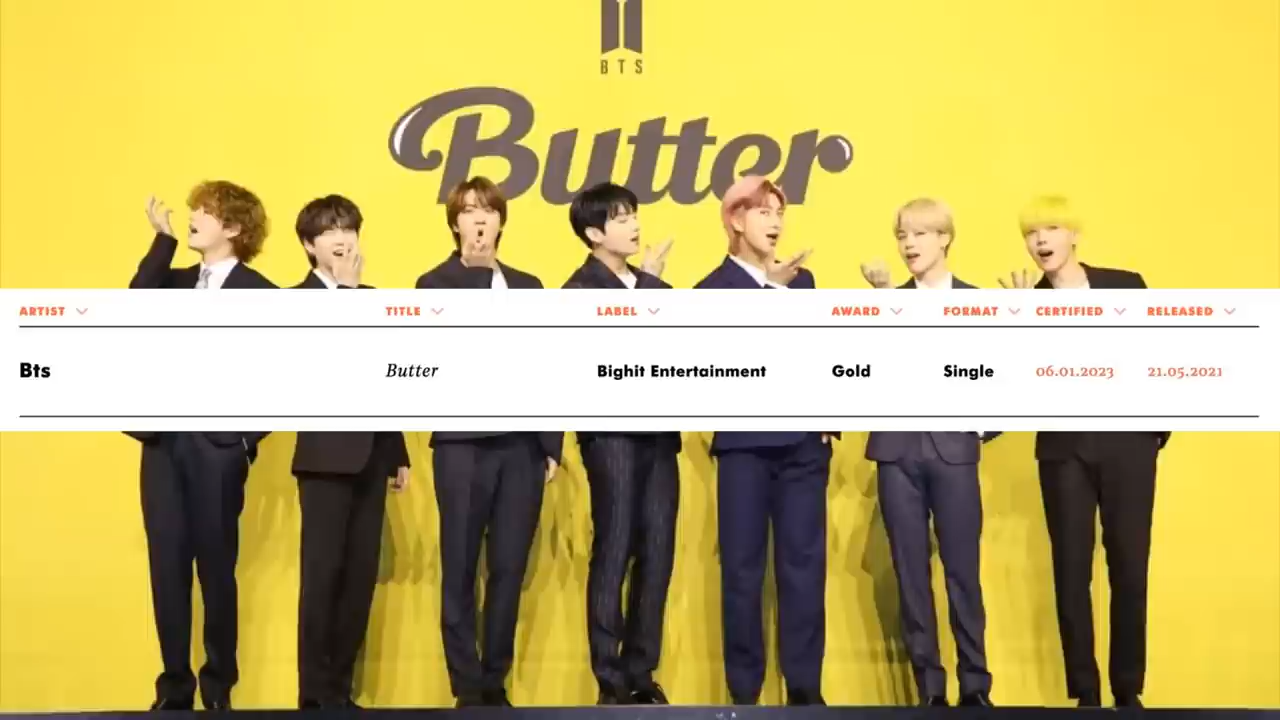 BTS
Butter
ARTIST TITLE LABEL AWARD FORMAT CERTIFIED RELEASED
Bts Butter Bighit Entertainment Gold Single 06.01.2023 21.05.2021